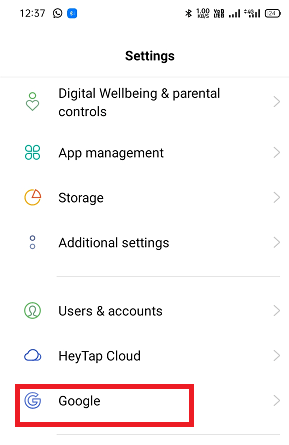 12:37
1.00 KB/S
4G
24
Settings
Digital Wellbeing & parental
controls
App management
Storage
Additional settings
Users & accounts
HeyTap Cloud
Google